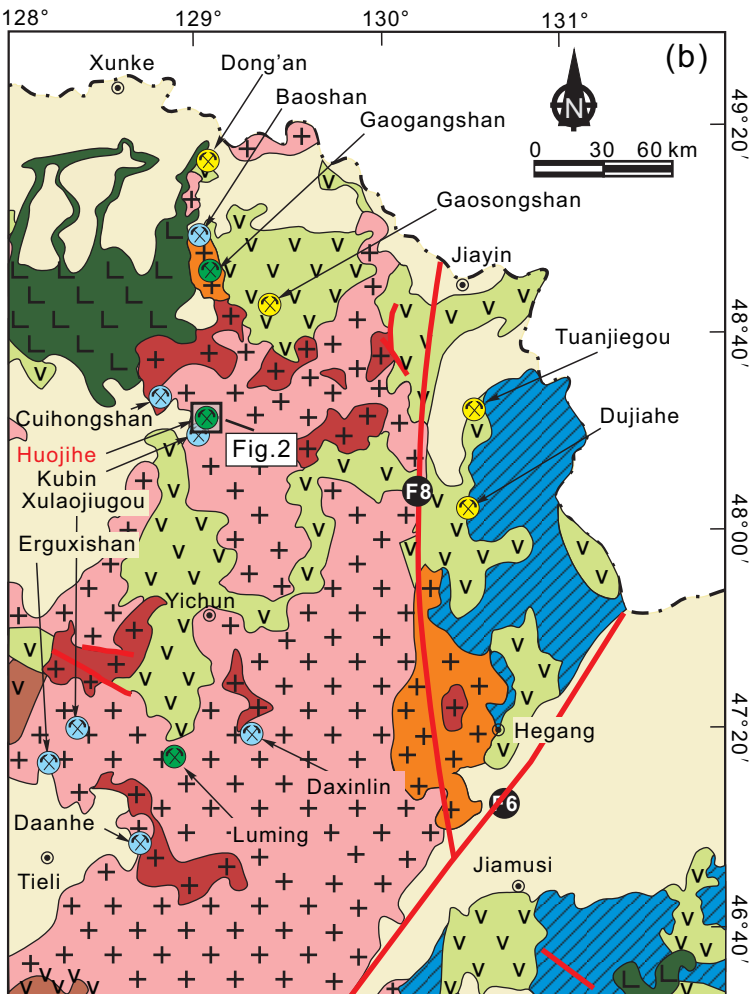 128° 129° 130° 131°
(b)
Xunke
Dong'an
Baoshan
Gaogangshan
Gaosongshan
N
0 30 60 km
49°20′
Jiayin
48°40′
Tuanjiegou
Cuihongshan
Dujiahe
Huojihe
Fig.2
Kubin
Xulaojiugou
F8
Erguxishan
48°00′
Yichun
Hegang
47°20′
Daxinlin
F6
Daanhe
Luming
Tieli
Jiamusi
46°40′